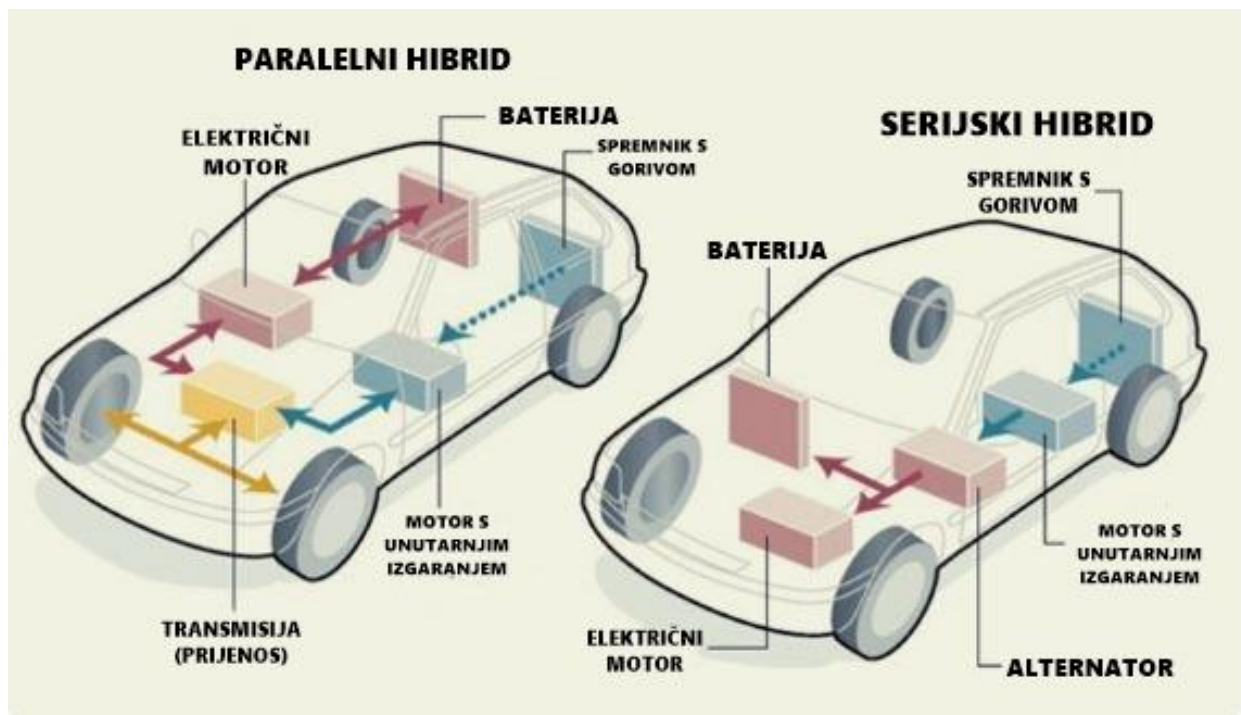 PARALELNI HIBRID
BATERIJA
ELEKTRIČNI
MOTOR
SPREMNIK S
GORIVOM
MOTOR S
UNUTARNJIM
IZGARANJEM
TRANSMISIJA
(PRIJENOS)
SERIJSKI HIBRID
SPREMNIK S
GORIVOM
BATERIJA
MOTOR S
UNUTARNJIM
IZGARANJEM
ELEKTRIČNI
MOTOR
ALTERNATOR